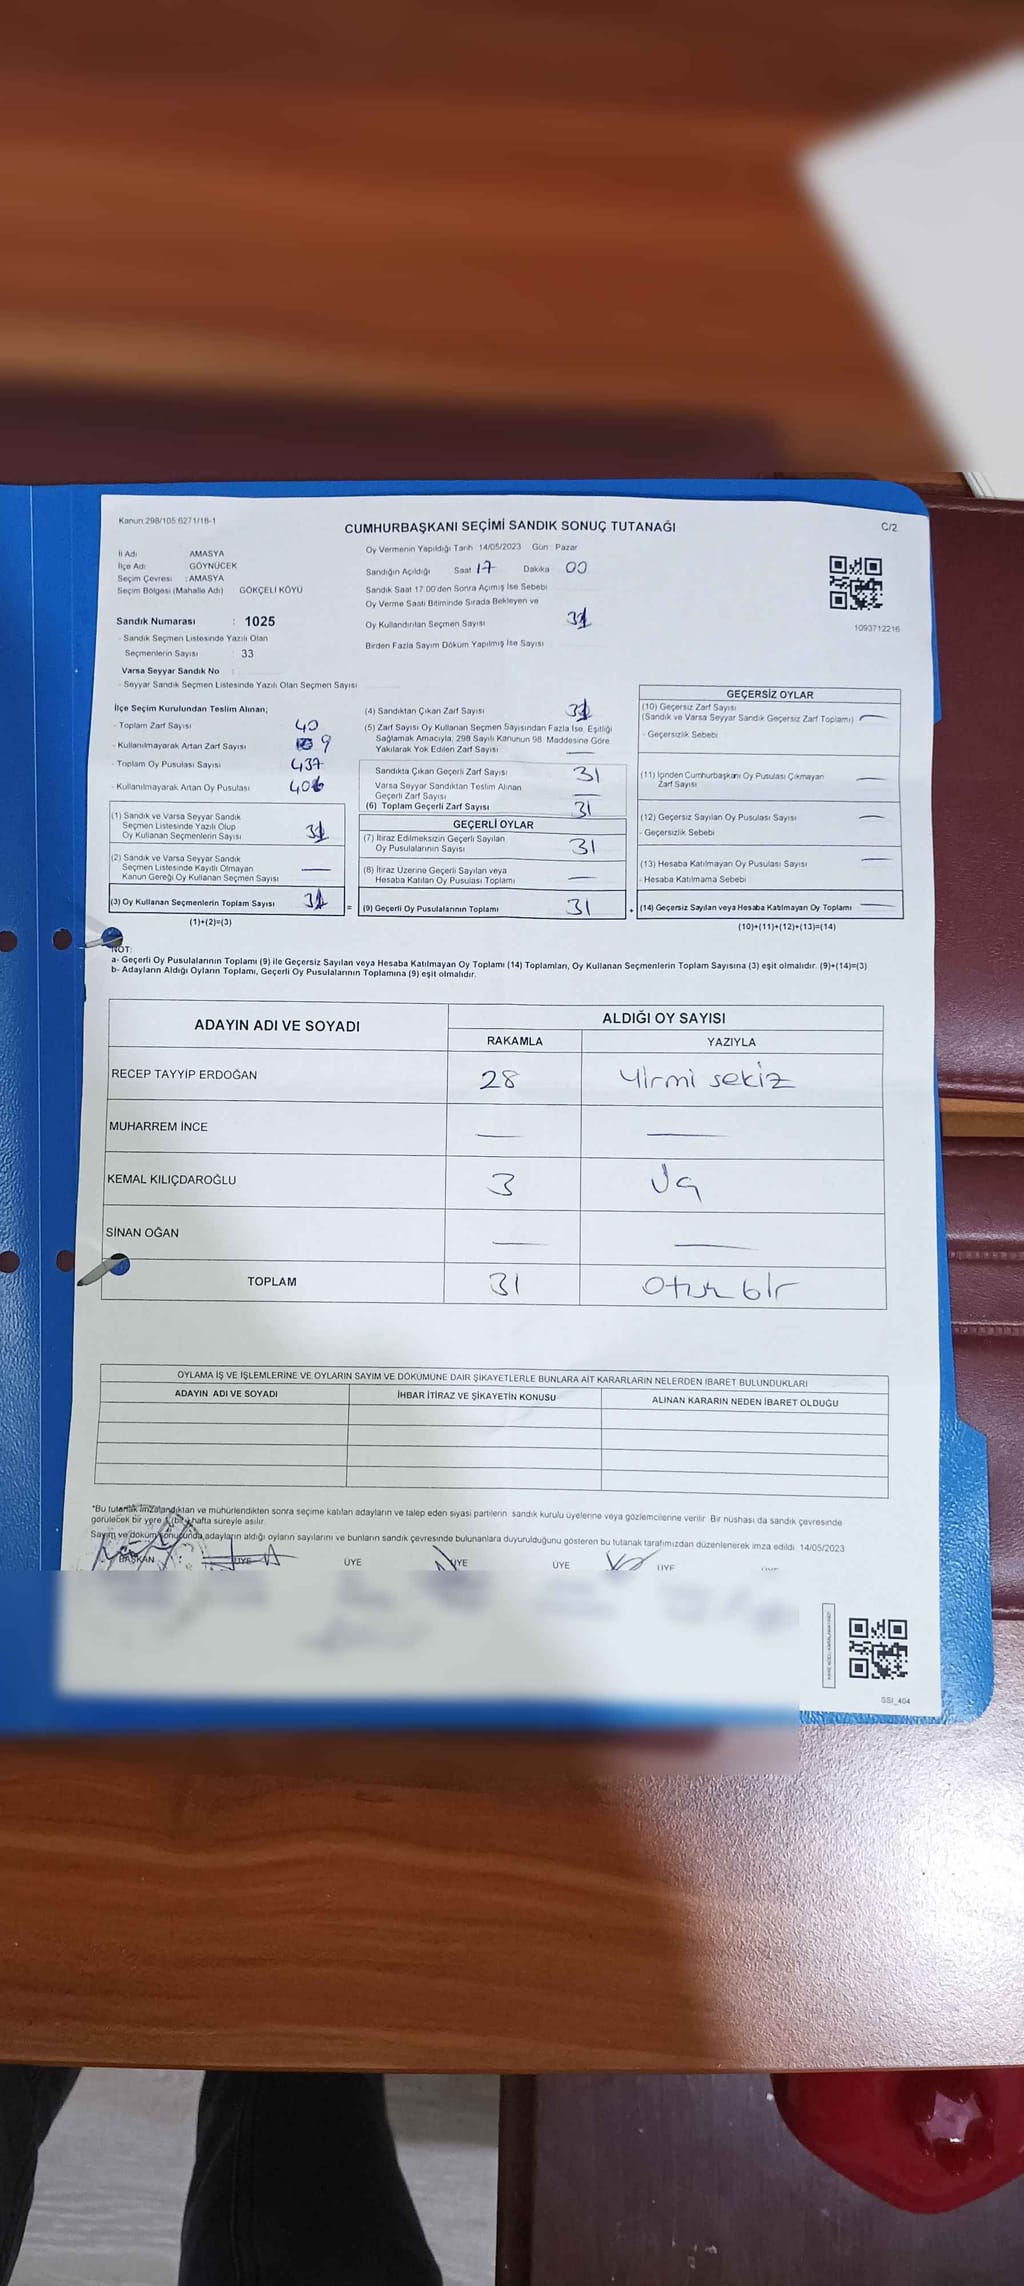 Kanun.298/105.6271/16-1
CUMHURBAŞKANI SEÇİMİ SANDIK SONUÇ TUTANAĞI
C/2
İl Adı AMASYA
İlçe Adı GÖYNÜCEK
Seçim Çevresi : AMASYA
Seçim Bölgesi (Mahalle Adı) GÖKÇELİ KÖYÜ
Sandık Numarası : 1025
- Sandık Seçmen Listesinde Yazılı Olan
Seçmenlerin Sayısı : 33
Varsa Seyyar Sandık No :
- Seyyar Sandık Seçmen Listesinde Yazılı Olan Seçmen Sayısı
Oy Vermenin Yapıldığı Tarih 14/05/2023 Gün Pazar
Sandığın Açıldığı Saat 17 Dakika 00
Sandık Saat 17.00'den Sonra Açılmış İse Sebebi
Oy Verme Saati Bitiminde Sırada Bekleyen ve
Oy Kullandırılan Seçmen Sayısı 31
Birden Fazla Sayım Döküm Yapılmış İse Sayısı
1093712216
İlçe Seçim Kurulundan Teslim Alınan;
- Toplam Zarf Sayısı 40
- Kullanılmayarak Artan Zarf Sayısı 9
- Toplam Oy Pusulası Sayısı 437
- Kullanılmayarak Artan Oy Pusulası 406
(1) Sandık ve Varsa Seyyar Sandık
Seçmen Listesinde Yazılı Olup
Oy Kullanan Seçmenlerin Sayısı 31
(2) Sandık ve Varsa Seyyar Sandık
Seçmen Listesinde Kayıtlı Olmayan
Kanun Gereği Oy Kullanan Seçmen Sayısı —
(3) Oy Kullanan Seçmenlerin Toplam Sayısı 31
(1)+(2)=(3)
=
(4) Sandıktan Çıkan Zarf Sayısı 31
(5) Zarf Sayısı Oy Kullanan Seçmen Sayısından Fazla İse, Eşitliği
Sağlamak Amacıyla, 298 Sayılı Kanunun 98. Maddesine Göre
Yakılarak Yok Edilen Zarf Sayısı —
Sandıkta Çıkan Geçerli Zarf Sayısı 31
Varsa Seyyar Sandıktan Teslim Alınan
Geçerli Zarf Sayısı —
(6) Toplam Geçerli Zarf Sayısı 31
GEÇERLİ OYLAR
(7) İtiraz Edilmeksizin Geçerli Sayılan
Oy Pusulalarının Sayısı 31
(8) İtiraz Üzerine Geçerli Sayılan veya
Hesaba Katılan Oy Pusulası Toplamı —
(9) Geçerli Oy Pusulalarının Toplamı 31
+
GEÇERSİZ OYLAR
(10) Geçersiz Zarf Sayısı
(Sandık ve Varsa Seyyar Sandık Geçersiz Zarf Toplamı) —
- Geçersizlik Sebebi
(11) İçinden Cumhurbaşkanı Oy Pusulası Çıkmayan
Zarf Sayısı —
(12) Geçersiz Sayılan Oy Pusulası Sayısı —
- Geçersizlik Sebebi
(13) Hesaba Katılmayan Oy Pusulası Sayısı —
- Hesaba Katılmama Sebebi
(14) Geçersiz Sayılan veya Hesaba Katılmayan Oy Toplamı —
(10)+(11)+(12)+(13)=(14)
NOT:
a- Geçerli Oy Pusulalarının Toplamı (9) ile Geçersiz Sayılan veya Hesaba Katılmayan Oy Toplamı (14) Toplamları, Oy Kullanan Seçmenlerin Toplam Sayısına (3) eşit olmalıdır. (9)+(14)=(3)
b- Adayların Aldığı Oyların Toplamı, Geçerli Oy Pusulalarının Toplamına (9) eşit olmalıdır.
ADAYIN ADI VE SOYADI
ALDIĞI OY SAYISI
RAKAMLA YAZIYLA
RECEP TAYYİP ERDOĞAN 28 Yirmi sekiz
MUHARREM İNCE — —
KEMAL KILIÇDAROĞLU 3 Üç
SİNAN OĞAN — —
TOPLAM 31 Otuz bir
OYLAMA İŞ VE İŞLEMLERİNE VE OYLARIN SAYIM VE DÖKÜMÜNE DAİR ŞİKAYETLERLE BUNLARA AİT KARARLARIN NELERDEN İBARET BULUNDUKLARI
ADAYIN ADI VE SOYADI İHBAR İTİRAZ VE ŞİKAYETİN KONUSU ALINAN KARARIN NEDEN İBARET OLDUĞU
*Bu tutanak imzalandıktan ve mühürlendikten sonra seçime katılan adayların ve talep eden siyasi partilerin sandık kurulu üyelerine veya gözlemcilerine verilir. Bir nüshası da sandık çevresinde
görülecek bir yere 1 (bir) hafta süreyle asılır.
Sayım ve döküm sonucunda adayların aldığı oyların sayılarını ve bunların sandık çevresinde bulunanlara duyurulduğunu gösteren bu tutanak tarafımızdan düzenlenerek imza edildi. 14/05/2023
BAŞKAN ÜYE ÜYE ÜYE ÜYE ÜYE
SSI_404